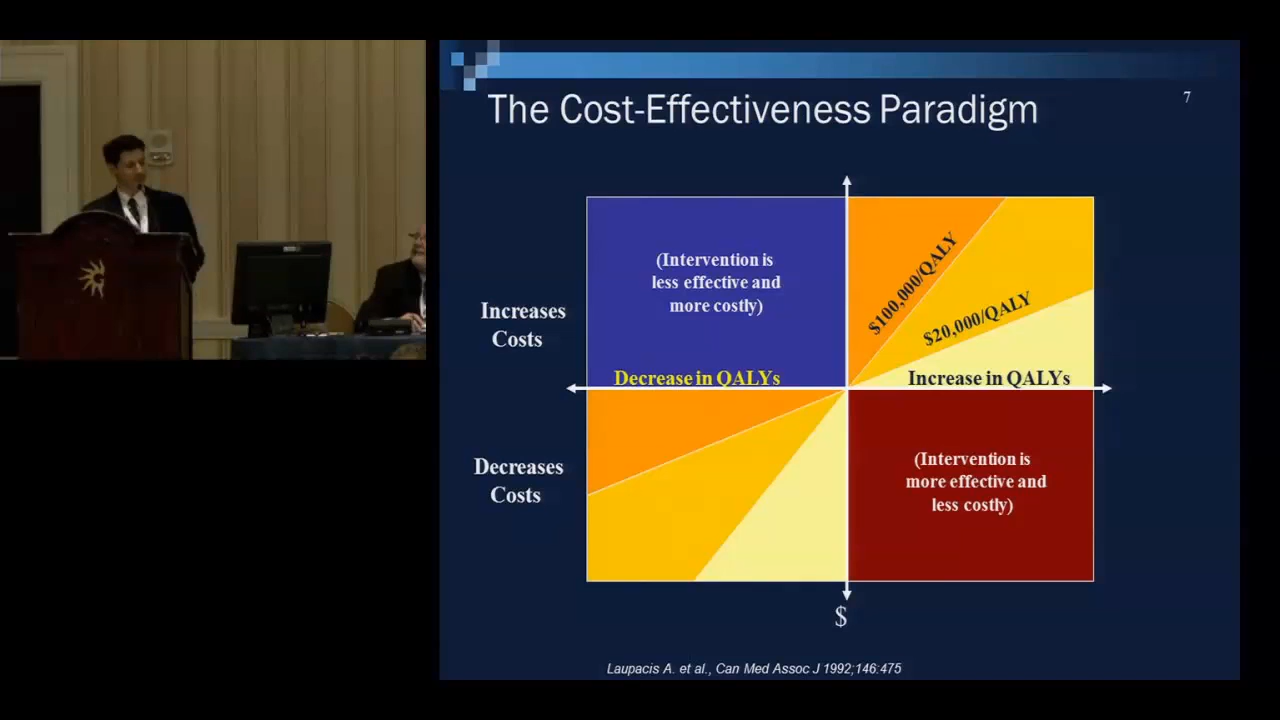 The Cost-Effectiveness Paradigm
7
(Intervention is
less effective and
more costly)
$100,000/QALY
$20,000/QALY
Increases
Costs
Decrease in QALYs
Increase in QALYs
Decreases
Costs
(Intervention is
more effective and
less costly)
$
Laupacis A. et al., Can Med Assoc J 1992;146:475